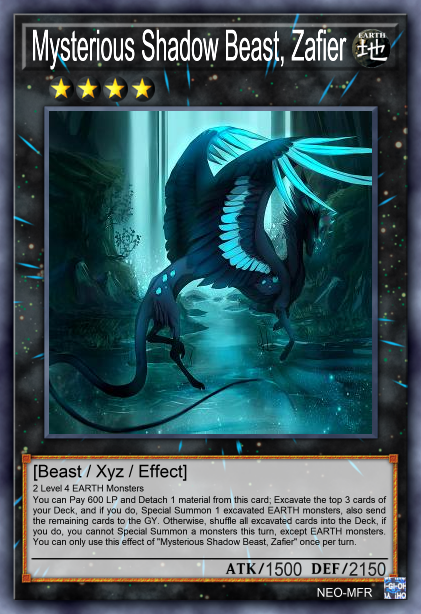 Mysterious Shadow Beast, Zafier
EARTH
地
[Beast / Xyz / Effect]
2 Level 4 EARTH Monsters
You can Pay 600 LP and Detach 1 material from this card; Excavate the top 3 cards of
your Deck, and if you do, Special Summon 1 excavated EARTH monsters, also send
the remaining cards to the GY. Otherwise, shuffle all excavated cards into the Deck, if
you do, you cannot Special Summon a monsters this turn, except EARTH monsters.
You can only use this effect of "Mysterious Shadow Beast, Zafier" once per turn.
ATK/1500 DEF/2150
NEO-MFR